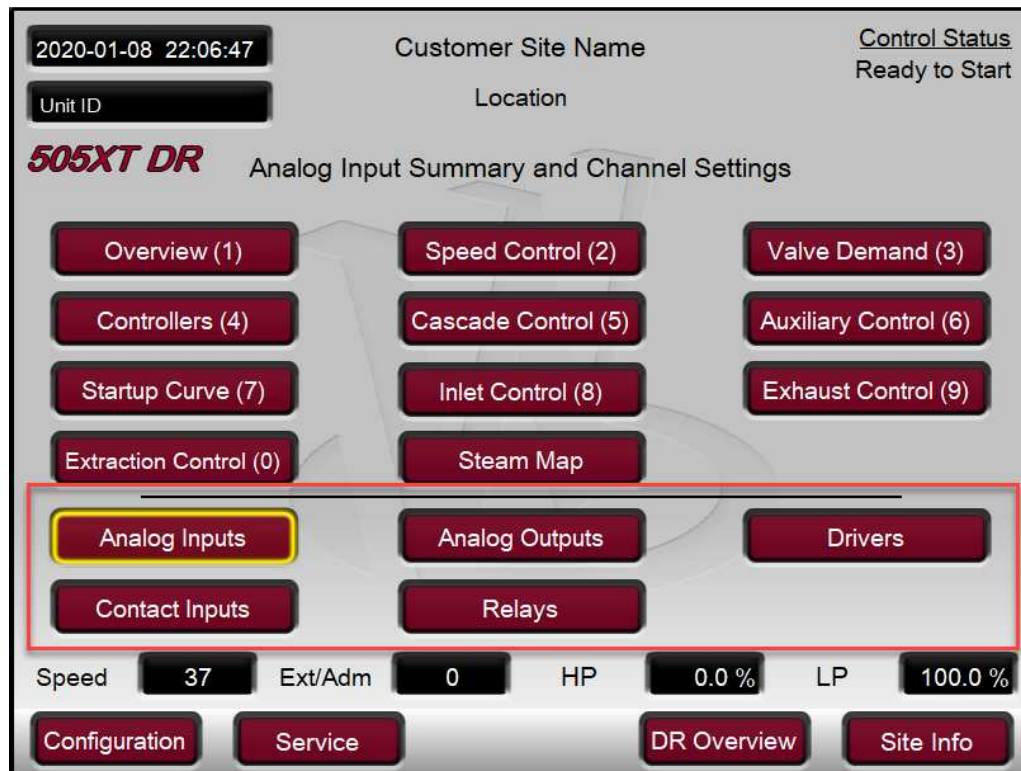 2020-01-08 22:06:47
Customer Site Name
Control Status
Ready to Start
Unit ID
Location
505XT DR
Analog Input Summary and Channel Settings
Overview (1)
Speed Control (2)
Valve Demand (3)
Controllers (4)
Cascade Control (5)
Auxiliary Control (6)
Startup Curve (7)
Inlet Control (8)
Exhaust Control (9)
Extraction Control (0)
Steam Map
Analog Inputs
Analog Outputs
Drivers
Contact Inputs
Relays
Speed 37 Ext/Adm 0 HP 0.0 % LP 100.0 %
Configuration
Service
DR Overview
Site Info